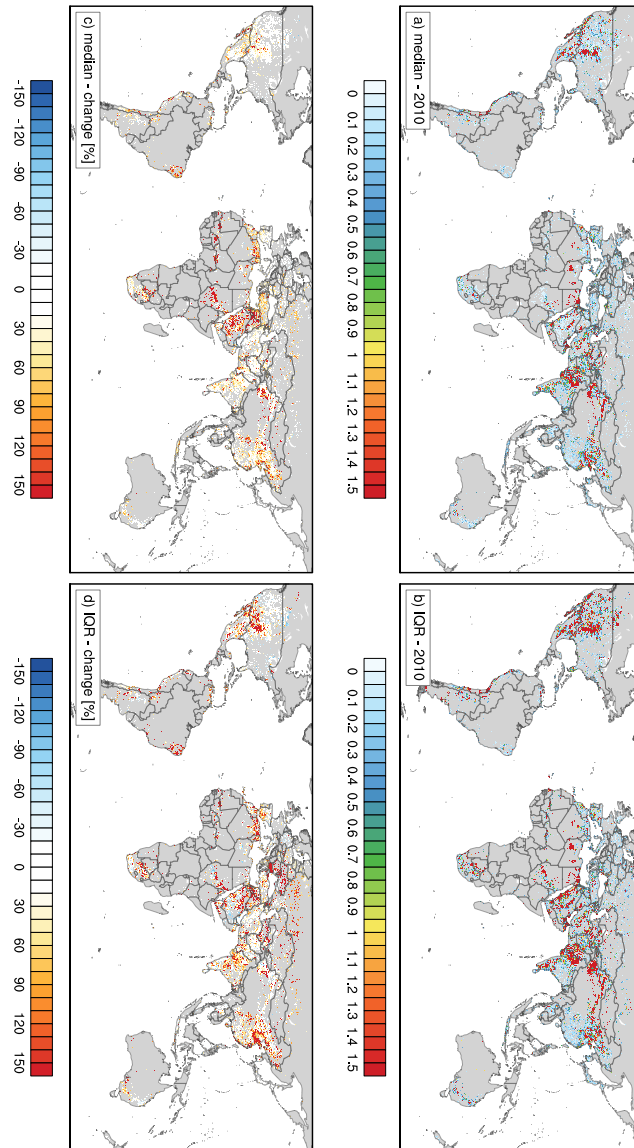 a) median - 2010
0 0.1 0.2 0.3 0.4 0.5 0.6 0.7 0.8 0.9 1 1.1 1.2 1.3 1.4 1.5
b) IQR - 2010
0 0.1 0.2 0.3 0.4 0.5 0.6 0.7 0.8 0.9 1 1.1 1.2 1.3 1.4 1.5
c) median - change [%]
-150 -120 -90 -60 -30 0 30 60 90 120 150
d) IQR - change [%]
-150 -120 -90 -60 -30 0 30 60 90 120 150